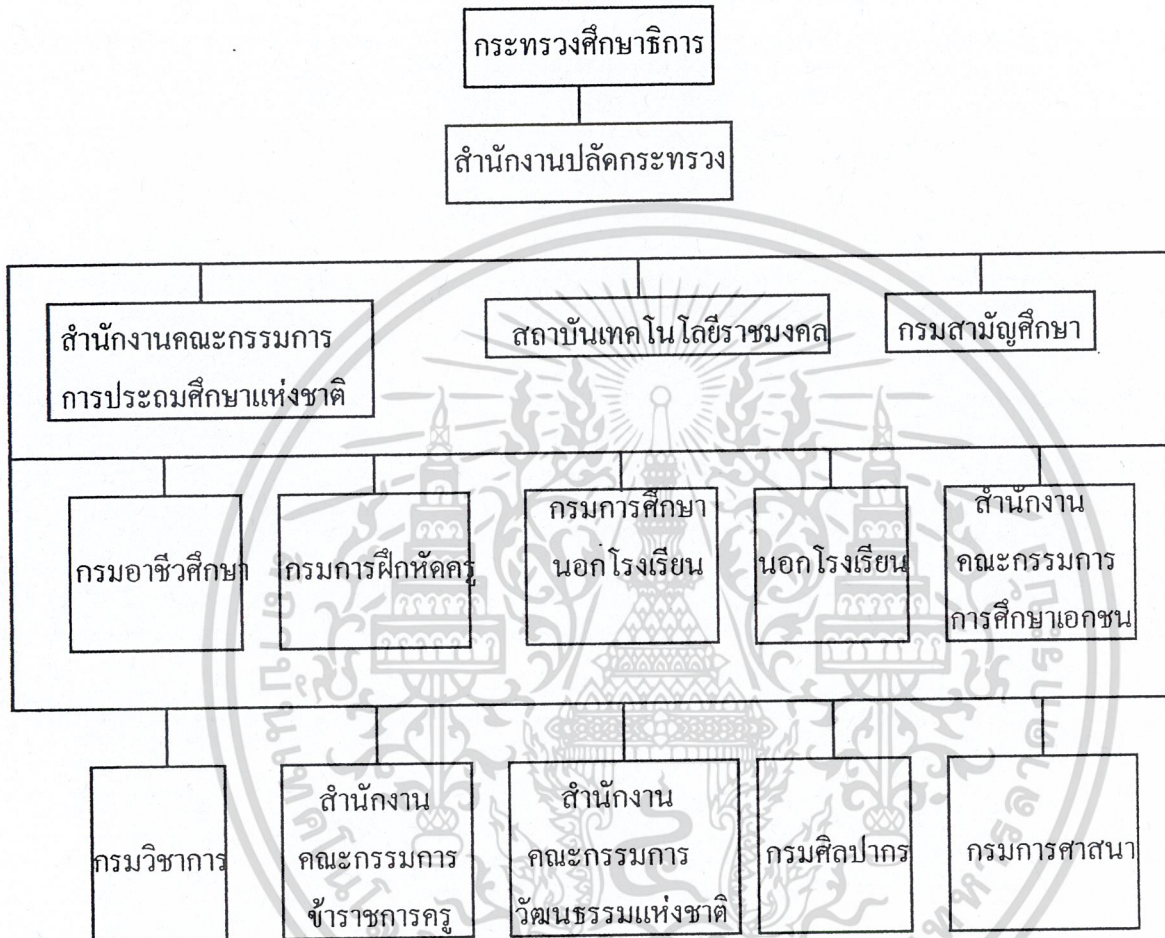 กระทรวงศึกษาธิการ
สำนักงานปลัดกระทรวง
สำนักงานคณะกรรมการ
การประถมศึกษาแห่งชาติ
สถาบันเทคโนโลยีราชมงคล
กรมสามัญศึกษา
กรมอาชีวศึกษา
กรมการฝึกหัดครู
กรมการศึกษา
นอกโรงเรียน
นอกโรงเรียน
สำนักงาน
คณะกรรมการ
การศึกษาเอกชน
กรมวิชาการ
สำนักงาน
คณะกรรมการ
ข้าราชการครู
สำนักงาน
คณะกรรมการ
วัฒนธรรมแห่งชาติ
กรมศิลปากร
กรมการศาสนา